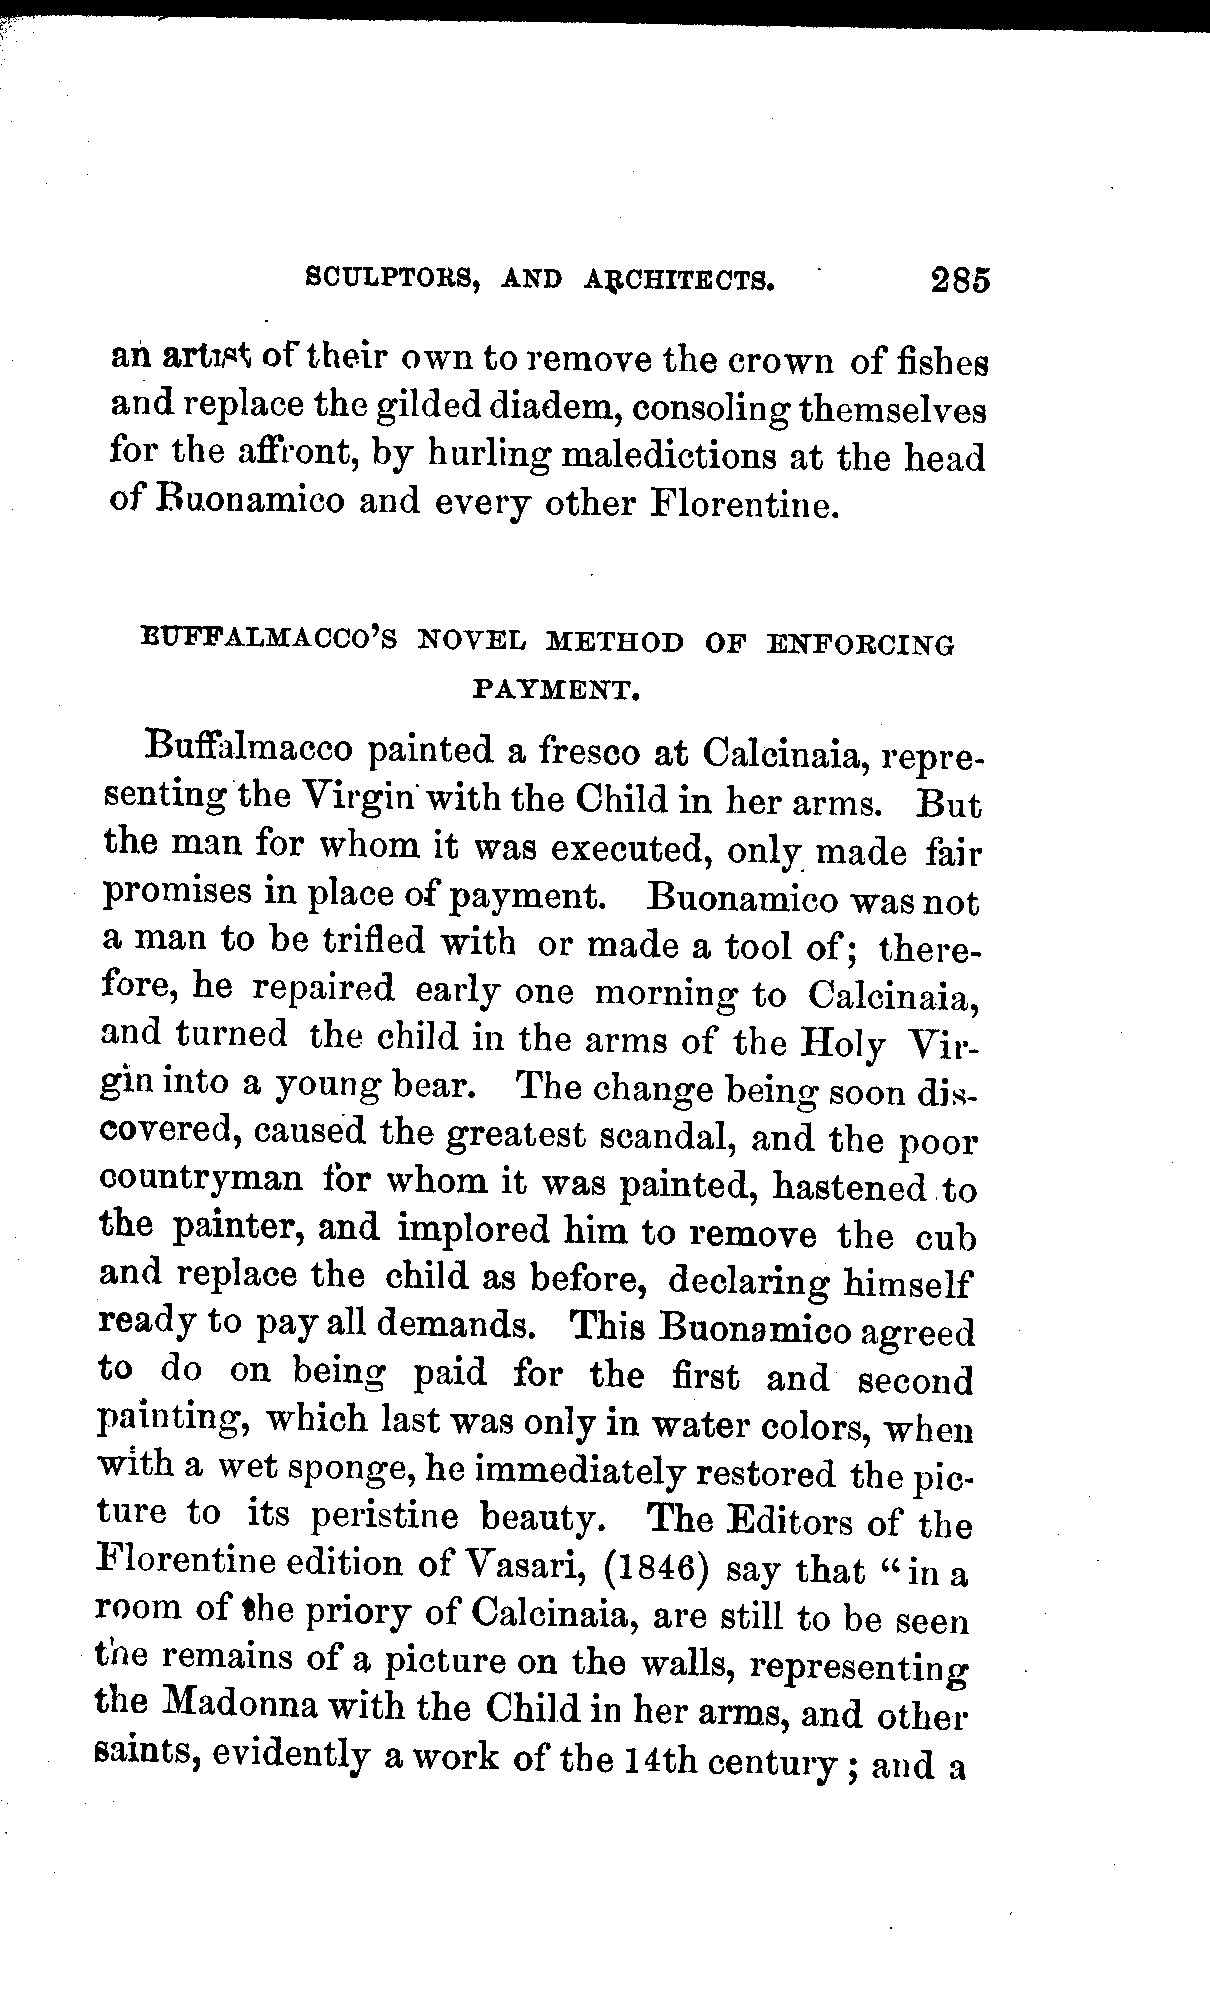 SCULPTORS, AND ARCHITECTS. 285
an artist of their own to remove the crown of fishes
and replace the gilded diadem, consoling themselves
for the affront, by hurling maledictions at the head
of Buonamico and every other Florentine.
BUFFALMACCO'S NOVEL METHOD OF ENFORCING
PAYMENT.
Buffalmacco painted a fresco at Calcinaia, repre-
senting the Virgin with the Child in her arms. But
the man for whom it was executed, only made fair
promises in place of payment. Buonamico was not
a man to be trifled with or made a tool of; there-
fore, he repaired early one morning to Calcinaia,
and turned the child in the arms of the Holy Vir-
gin into a young bear. The change being soon dis-
covered, caused the greatest scandal, and the poor
countryman for whom it was painted, hastened to
the painter, and implored him to remove the cub
and replace the child as before, declaring himself
ready to pay all demands. This Buonamico agreed
to do on being paid for the first and second
painting, which last was only in water colors, when
with a wet sponge, he immediately restored the pic-
ture to its peristine beauty. The Editors of the
Florentine edition of Vasari, (1846) say that "in a
room of the priory of Calcinaia, are still to be seen
the remains of a picture on the walls, representing
the Madonna with the Child in her arms, and other
saints, evidently a work of the 14th century; and a